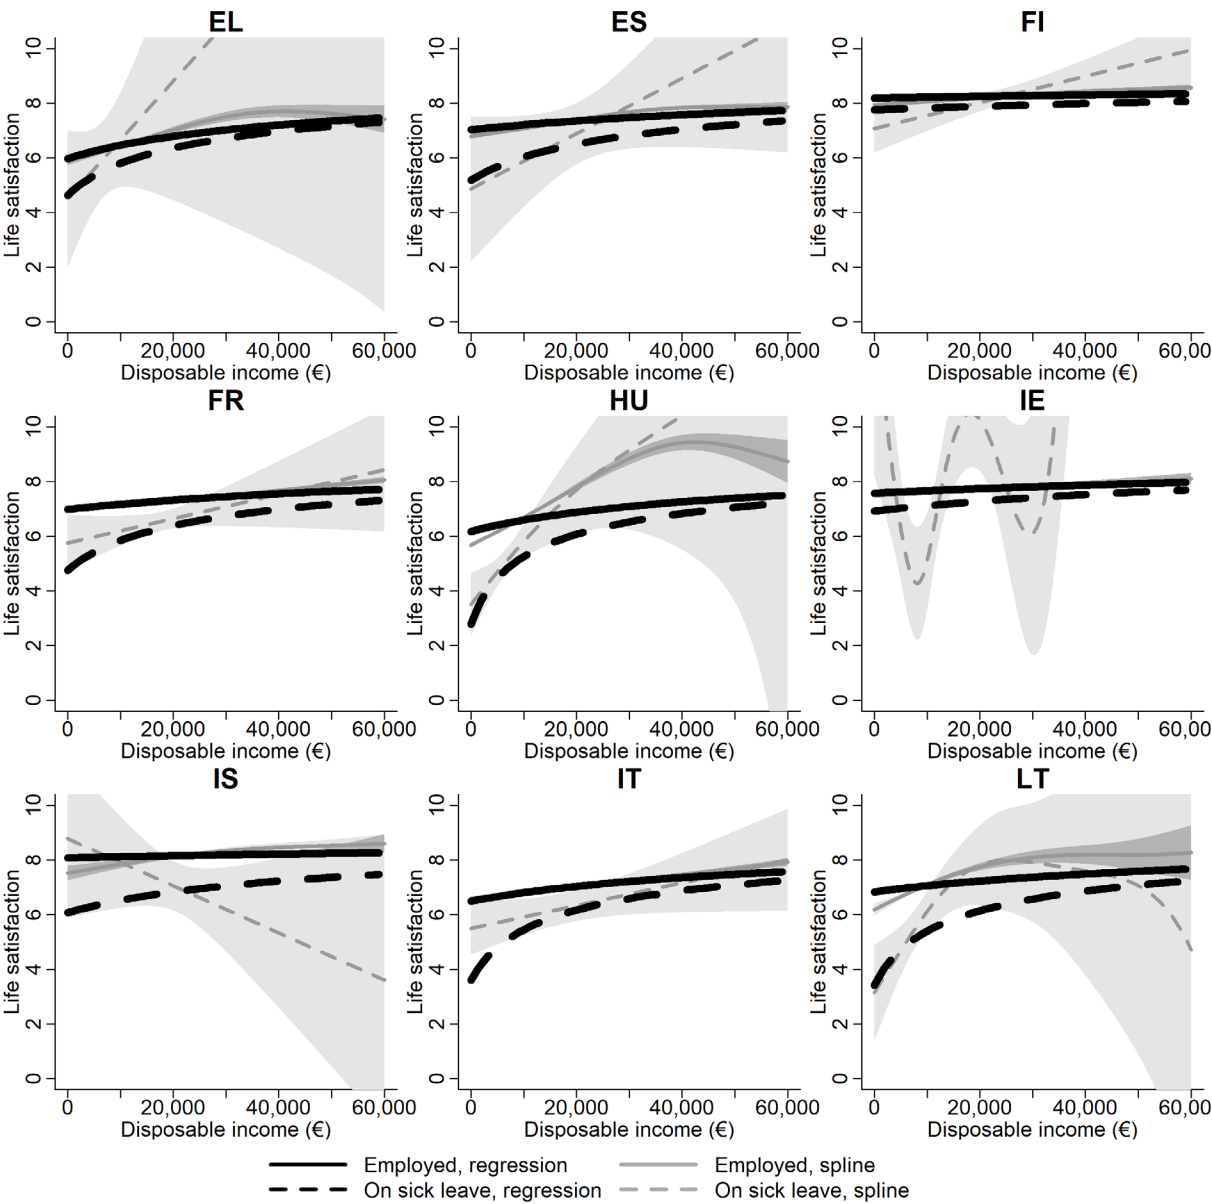 EL ES FI
Life satisfaction 0 2 4 6 8 10 Life satisfaction 0 2 4 6 8 10 Life satisfaction 0 2 4 6 8 10
0 20,000 40,000 60,000 0 20,000 40,000 60,000 0 20,000 40,000 60,00
Disposable income (€) Disposable income (€) Disposable income (€)
FR HU IE
Life satisfaction 0 2 4 6 8 10 Life satisfaction 0 2 4 6 8 10 Life satisfaction 0 2 4 6 8 10
0 20,000 40,000 60,000 0 20,000 40,000 60,000 0 20,000 40,000 60,00
Disposable income (€) Disposable income (€) Disposable income (€)
IS IT LT
Life satisfaction 0 2 4 6 8 10 Life satisfaction 0 2 4 6 8 10 Life satisfaction 0 2 4 6 8 10
0 20,000 40,000 60,000 0 20,000 40,000 60,000 0 20,000 40,000 60,00
Disposable income (€) Disposable income (€) Disposable income (€)
Employed, regression Employed, spline
On sick leave, regression On sick leave, spline